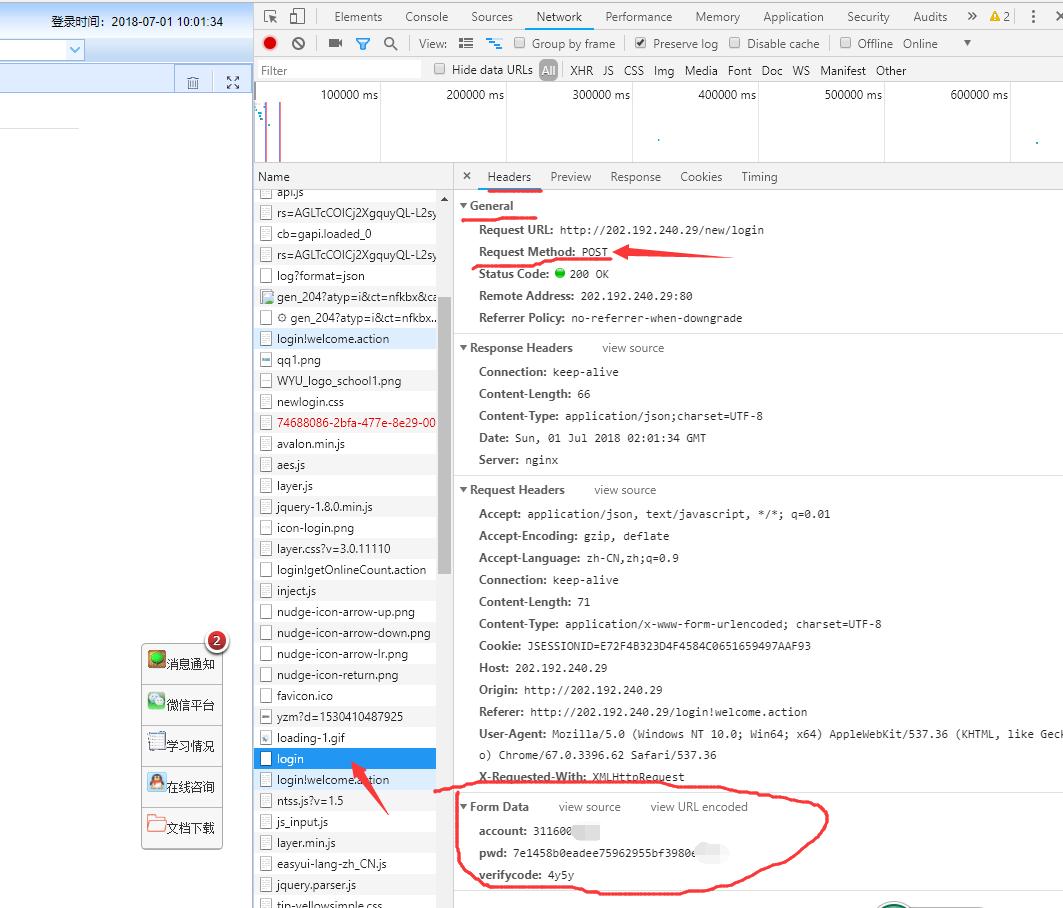 登录时间：2018-07-01 10:01:34
Elements Console Sources Network Performance Memory Application Security Audits » 2
View: Group by frame Preserve log Disable cache Offline Online
Filter Hide data URLs All XHR JS CSS Img Media Font Doc WS Manifest Other
100000 ms 200000 ms 300000 ms 400000 ms 500000 ms 600000 ms
Name
api.js
rs=AGLTcCOICj2XgquyQL-L2sy
cb=gapi.loaded_0
rs=AGLTcCOICj2XgquyQL-L2sy
log?format=json
gen_204?atyp=i&ct=nfkbx&ca
gen_204?atyp=i&ct=nfkbx..
login!welcome.action
qq1.png
WYU_logo_school1.png
newlogin.css
74688086-2bfa-477e-8e29-00
avalon.min.js
aes.js
layer.js
jquery-1.8.0.min.js
icon-login.png
layer.css?v=3.0.11110
login!getOnlineCount.action
inject.js
nudge-icon-arrow-up.png
nudge-icon-arrow-down.png
nudge-icon-arrow-lr.png
nudge-icon-return.png
favicon.ico
yzm?d=1530410487925
loading-1.gif
login
login!welcome.action
ntss.js?v=1.5
js_input.js
layer.min.js
easyui-lang-zh_CN.js
jquery.parser.js
tip-yellowsimple.css
× Headers Preview Response Cookies Timing
General
Request URL: http://202.192.240.29/new/login
Request Method: POST
Status Code: 200 OK
Remote Address: 202.192.240.29:80
Referrer Policy: no-referrer-when-downgrade
Response Headers view source
Connection: keep-alive
Content-Length: 66
Content-Type: application/json;charset=UTF-8
Date: Sun, 01 Jul 2018 02:01:34 GMT
Server: nginx
Request Headers view source
Accept: application/json, text/javascript, */*; q=0.01
Accept-Encoding: gzip, deflate
Accept-Language: zh-CN,zh;q=0.9
Connection: keep-alive
Content-Length: 71
Content-Type: application/x-www-form-urlencoded; charset=UTF-8
Cookie: JSESSIONID=E72F4B323D4F4584C0651659497AAF93
Host: 202.192.240.29
Origin: http://202.192.240.29
Referer: http://202.192.240.29/login!welcome.action
User-Agent: Mozilla/5.0 (Windows NT 10.0; Win64; x64) AppleWebKit/537.36 (KHTML, like Geck
o) Chrome/67.0.3396.62 Safari/537.36
X-Requested-With: XMLHttpRequest
Form Data view source view URL encoded
account: 311600
pwd: 7e1458b0eadee75962955bf3980e
verifycode: 4y5y
2
消息通知
微信平台
学习情况
在线咨询
文档下载